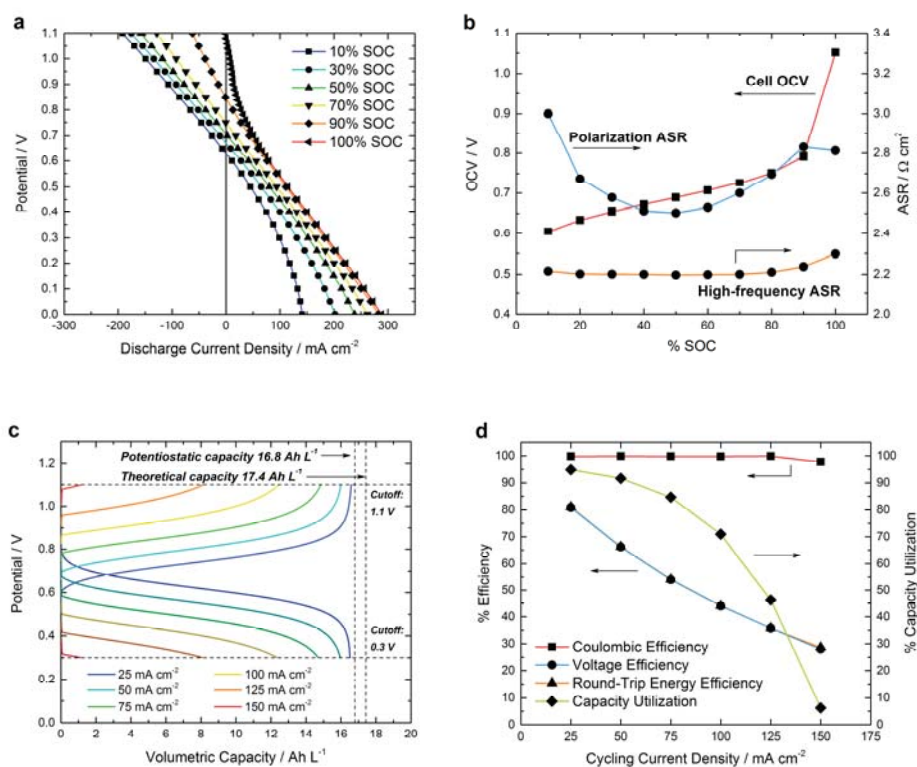 a
1.1
1.0
0.9
0.8
0.7
0.6
0.5
0.4
0.3
0.2
0.1
0.0
Potential / V
-300 -200 -100 0 100 200 300
Discharge Current Density / mA cm⁻²
10% SOC
30% SOC
50% SOC
70% SOC
90% SOC
100% SOC
b
1.1
1.0
0.9
0.8
0.7
0.6
0.5
0.4
OCV / V
3.4
3.2
3.0
2.8
2.6
2.4
2.2
2.0
ASR / Ω cm²
Cell OCV
Polarization ASR
High-frequency ASR
0 10 20 30 40 50 60 70 80 90 100
% SOC
c
Potentiostatic capacity 16.8 Ah L⁻¹
Theoretical capacity 17.4 Ah L⁻¹
1.2
1.0
0.8
0.6
0.4
0.2
0.0
Potential / V
Cutoff:
1.1 V
Cutoff:
0.3 V
25 mA cm⁻²
50 mA cm⁻²
75 mA cm⁻²
100 mA cm⁻²
125 mA cm⁻²
150 mA cm⁻²
0 2 4 6 8 10 12 14 16 18 20
Volumetric Capacity / Ah L⁻¹
d
100
90
80
70
60
50
40
30
20
10
0
% Efficiency
100
90
80
70
60
50
40
30
20
10
0
% Capacity Utilization
Coulombic Efficiency
Voltage Efficiency
Round-Trip Energy Efficiency
Capacity Utilization
0 25 50 75 100 125 150 175
Cycling Current Density / mA cm⁻²